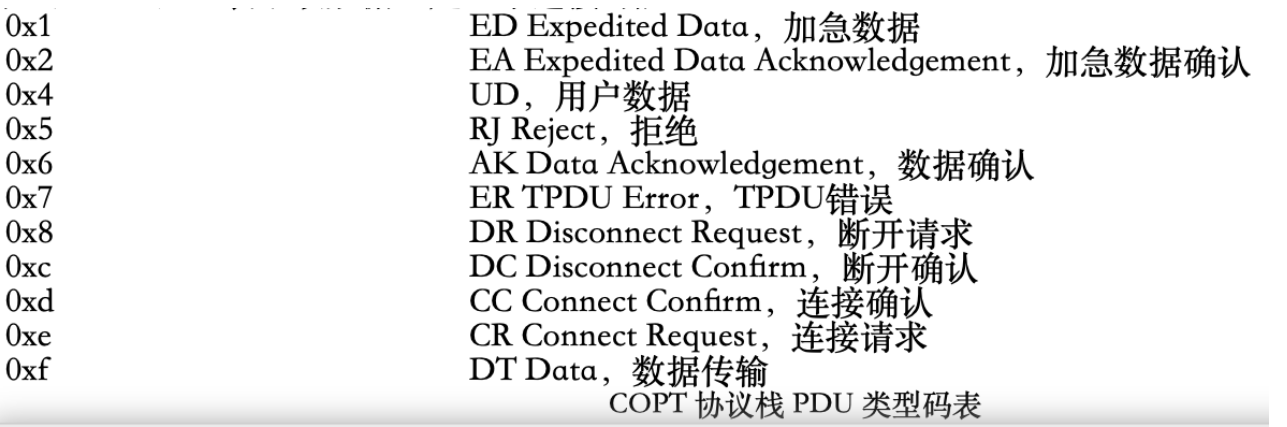 0x1 ED Expedited Data，加急数据
0x2 EA Expedited Data Acknowledgement，加急数据确认
0x4 UD，用户数据
0x5 RJ Reject，拒绝
0x6 AK Data Acknowledgement，数据确认
0x7 ER TPDU Error，TPDU错误
0x8 DR Disconnect Request，断开请求
0xc DC Disconnect Confirm，断开确认
0xd CC Connect Confirm，连接确认
0xe CR Connect Request，连接请求
0xf DT Data，数据传输
COPT 协议栈 PDU 类型码表